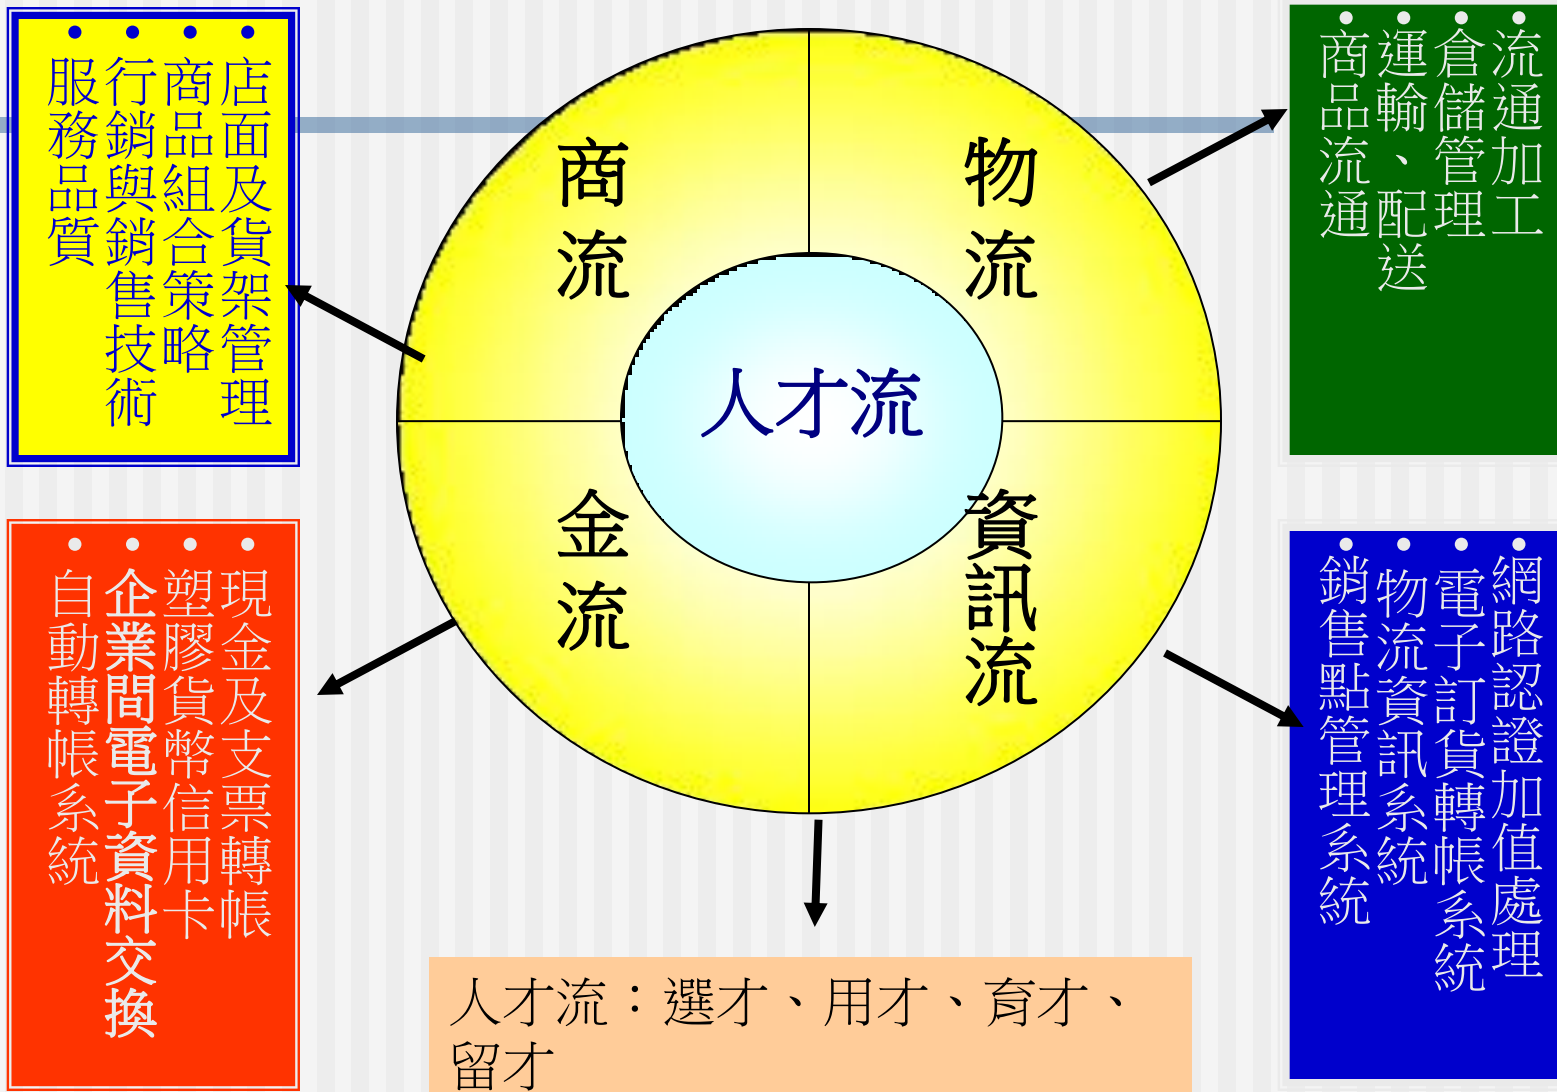 店面及貨架管理
商品組合策略
行銷與銷售技術
服務品質
商流
物流
人才流
金流
資訊流
流通加工
倉儲管理
運輸、配送
商品流通
現金及支票轉帳
塑膠貨幣信用卡
企業間電子資料交換
自動轉帳系統
網路認證加值處理
電子訂貨轉帳系統
物流資訊系統
銷售點管理系統
人才流：選才、用才、育才、
留才